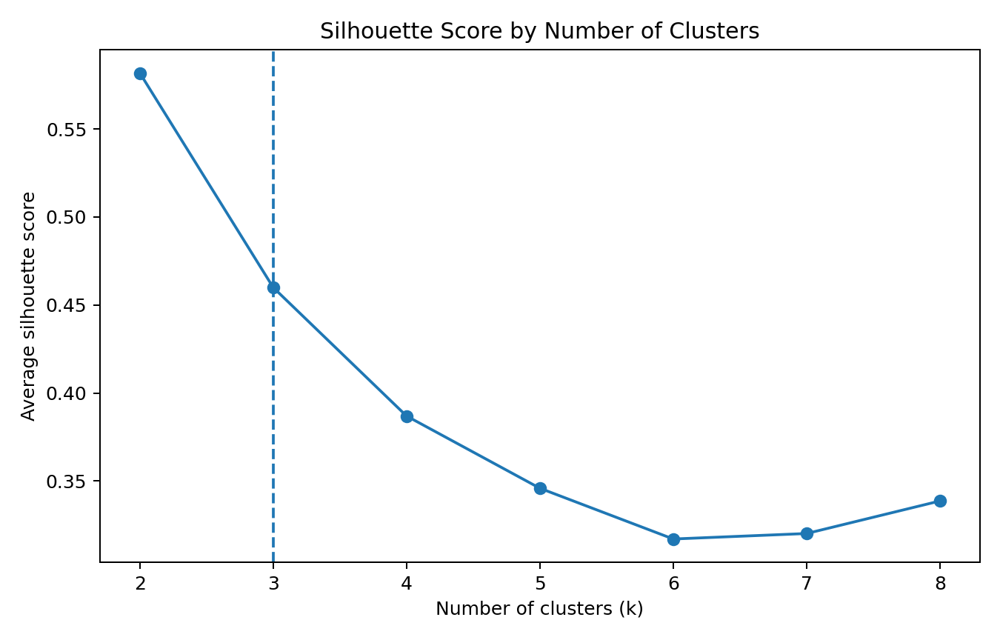 Silhouette Score by Number of Clusters
Average silhouette score
0.55
0.50
0.45
0.40
0.35
2 3 4 5 6 7 8
Number of clusters (k)